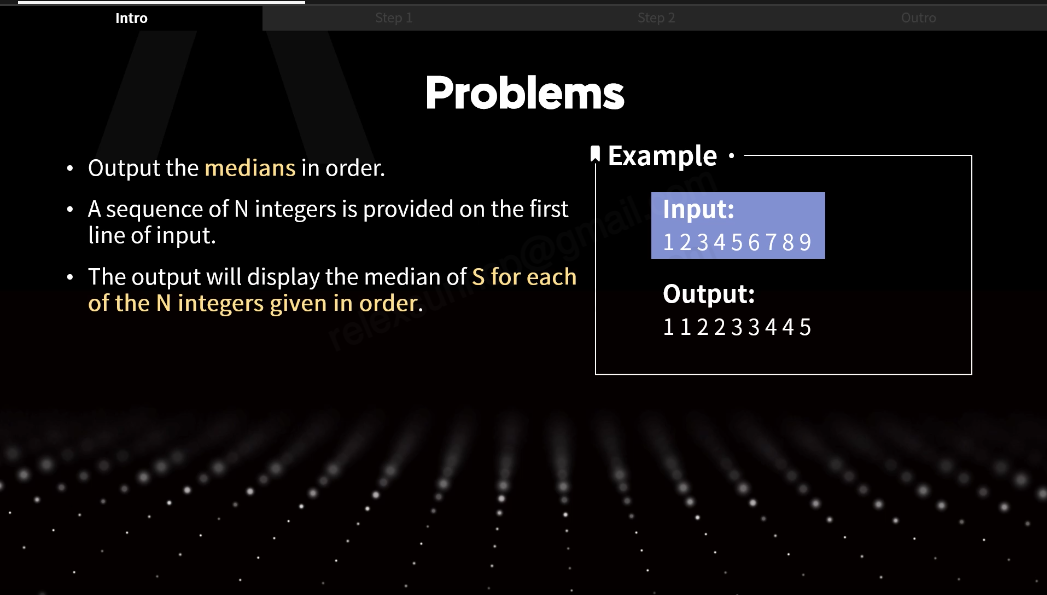 Intro
Step 1
Step 2
Outro
Problems
• Output the medians in order.
• A sequence of N integers is provided on the first
line of input.
• The output will display the median of S for each
of the N integers given in order.
Example
Input:
1 2 3 4 5 6 7 8 9
Output:
1 1 2 2 3 3 4 4 5